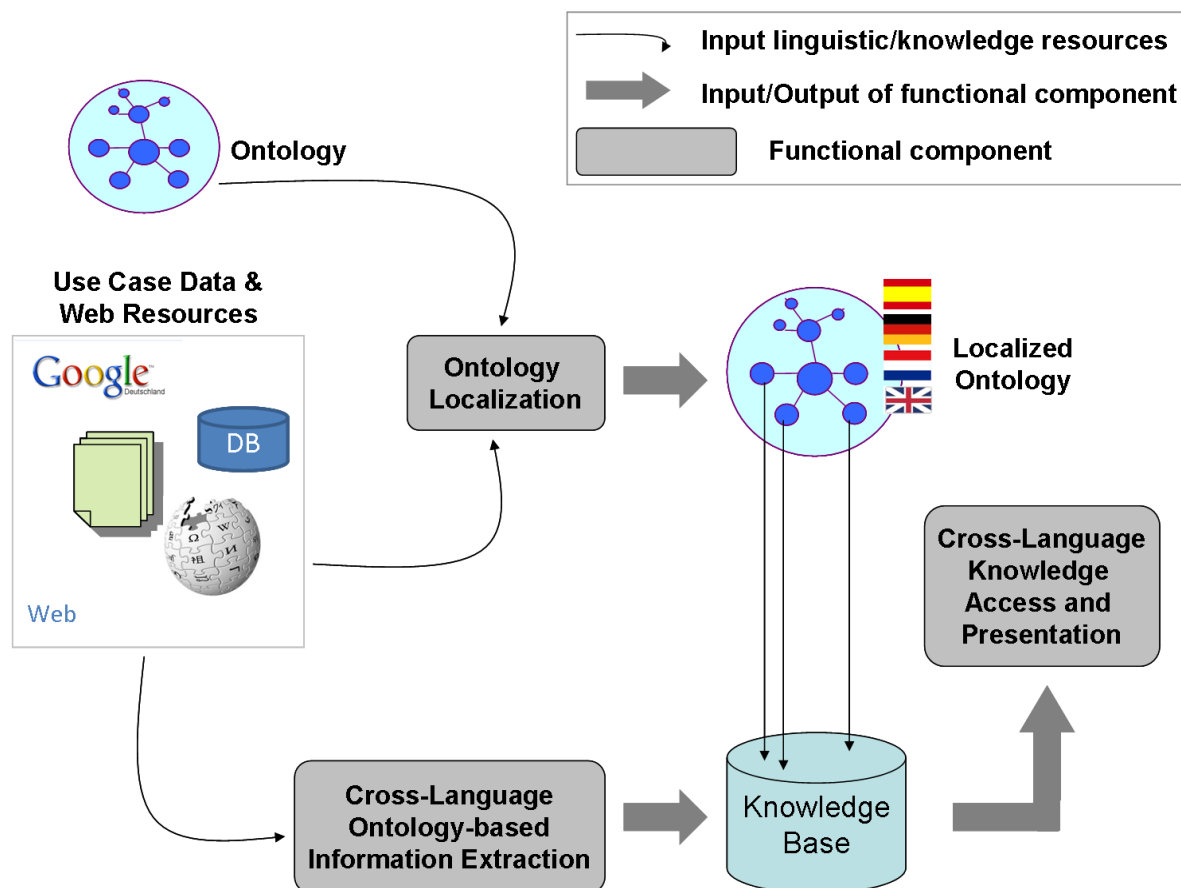 Input linguistic/knowledge resources
Input/Output of functional component
Functional component
Ontology
Use Case Data &
Web Resources
Google™
Deutschland
DB
Ω
W
И
祖
Web
Ontology
Localization
Localized
Ontology
Cross-Language
Knowledge
Access and
Presentation
Cross-Language
Ontology-based
Information Extraction
Knowledge
Base